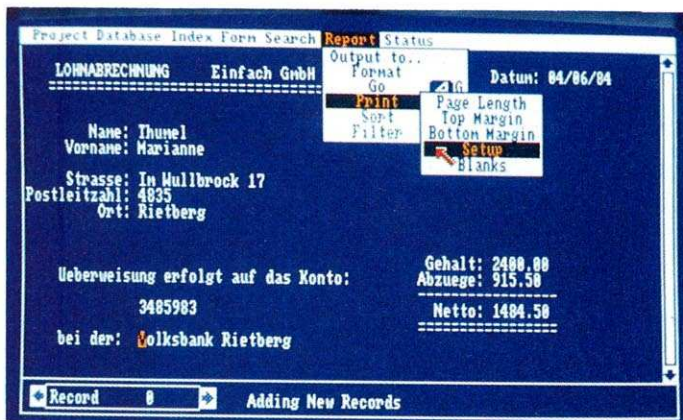 Project Database Index Form Search Report Status
LOHNABRECHNUNG Einfach GmbH Datum: 04/06/84
Output to..
Format
Go G
Print
Sort
Filter
Page Length
Top Margin
Bottom Margin
Setup
Blanks
Name: Thumel
Vorname: Marianne
Strasse: Im Wullbrock 17
Postleitzahl: 4835
Ort: Rietberg
Ueberweisung erfolgt auf das Konto:
3485983
bei der: Volksbank Rietberg
Gehalt: 2400.00
Abzuege: 915.50
Netto: 1484.50
Record 0 Adding New Records